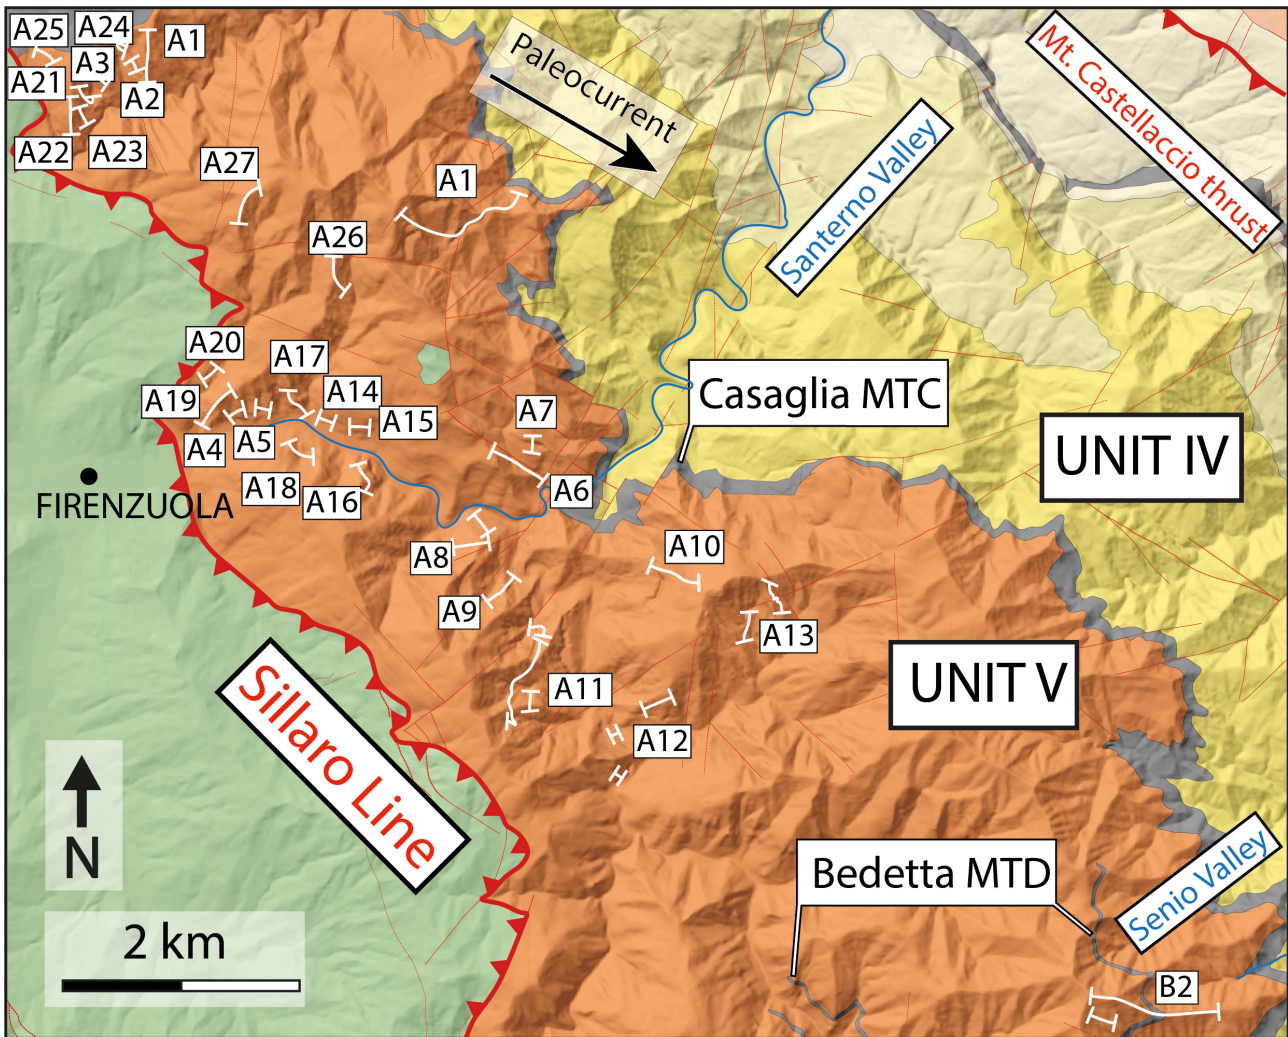 A25
A24
A1
A3
A21
A2
A22
A23
Paleocurrent
Mt. Castellaccio thrust
Santerno Valley
A27
A1
A26
A20
A17
A14
A19
A15
A7
A4
A5
Casaglia MTC
UNIT IV
FIRENZUOLA
A18
A16
A6
A8
A10
A9
A13
Sillaro Line
A11
UNIT V
A12
N
Bedetta MTD
Senio Valley
2 km
B2